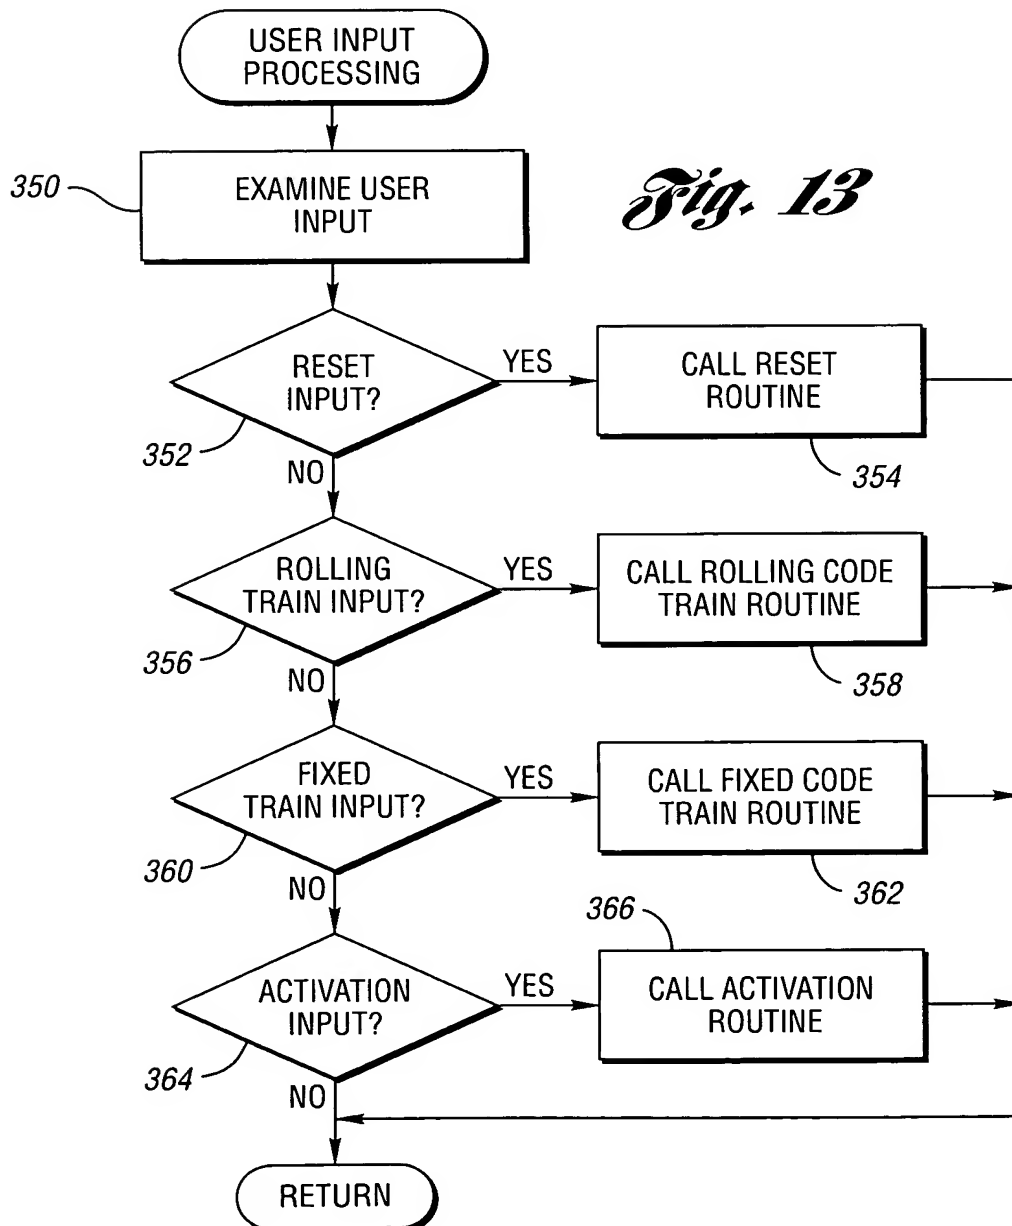 USER INPUT
PROCESSING
350
EXAMINE USER
INPUT
Fig. 13
RESET
INPUT?
352
YES
NO
CALL RESET
ROUTINE
354
ROLLING
TRAIN INPUT?
356
YES
NO
CALL ROLLING CODE
TRAIN ROUTINE
358
FIXED
TRAIN INPUT?
360
YES
NO
CALL FIXED CODE
TRAIN ROUTINE
362
ACTIVATION
INPUT?
364
YES
NO
366
CALL ACTIVATION
ROUTINE
RETURN